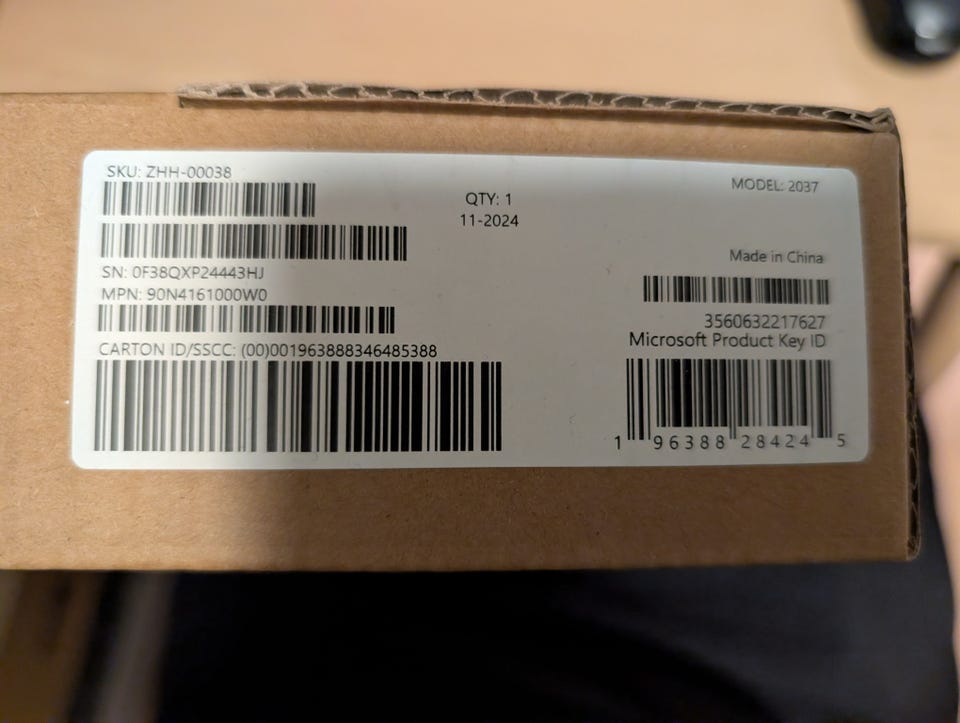 SKU: ZHH-00038
QTY: 1
11-2024
MODEL: 2037
SN: 0F38QXP24443HJ
MPN: 90N4161000W0
CARTON ID/SSCC: (00)001963888346485388
Made in China
3560632217627
Microsoft Product Key ID
1 96388 28424 5